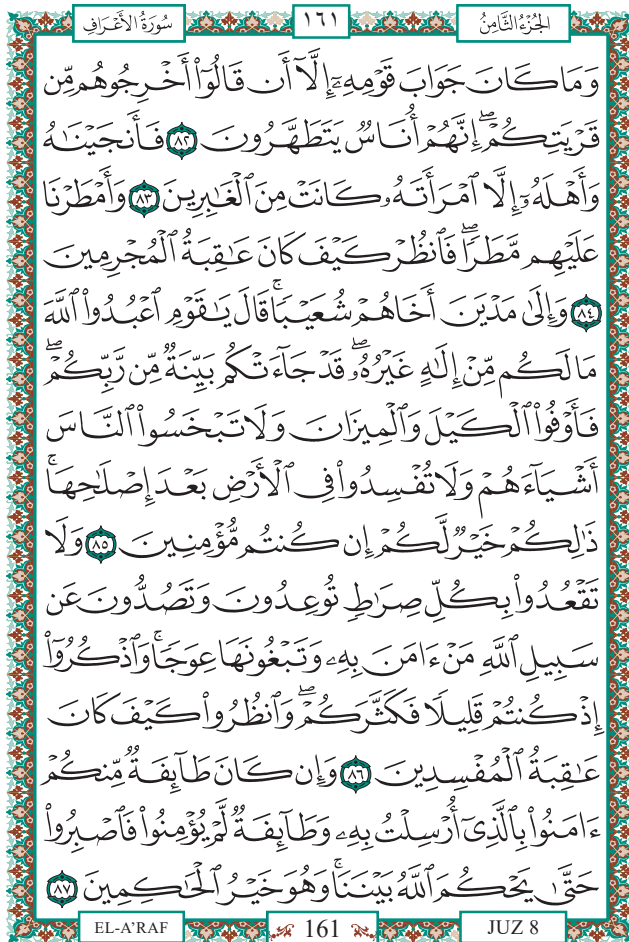 الجُزْءُ الثَّامِنُ
١٦١
سُورَةُ الأَعْرَافِ
وَمَا كَانَ جَوَابَ قَوْمِهِۦٓ إِلَّآ أَن قَالُوٓاْ أَخْرِجُوهُم مِّن
قَرْيَتِكُمْۖ إِنَّهُمْ أُنَاسٞ يَتَطَهَّرُونَ ٨٢ فَأَنجَيْنَٰهُ
وَأَهْلَهُۥٓ إِلَّا ٱمْرَأَتَهُۥ كَانَتْ مِنَ ٱلْغَٰبِرِينَ ٨٣ وَأَمْطَرْنَا
عَلَيْهِم مَّطَرٗاۖ فَٱنظُرْ كَيْفَ كَانَ عَٰقِبَةُ ٱلْمُجْرِمِينَ
٨٤ وَإِلَىٰ مَدْيَنَ أَخَاهُمْ شُعَيْبٗاۚ قَالَ يَٰقَوْمِ ٱعْبُدُواْ ٱللَّهَ
مَا لَكُم مِّنْ إِلَٰهٍ غَيْرُهُۥۖ قَدْ جَآءَتْكُم بَيِّنَةٞ مِّن رَّبِّكُمْۖ
فَأَوْفُواْ ٱلْكَيْلَ وَٱلْمِيزَانَ وَلَا تَبْخَسُواْ ٱلنَّاسَ
أَشْيَآءَهُمْ وَلَا تُفْسِدُواْ فِي ٱلْأَرْضِ بَعْدَ إِصْلَٰحِهَاۚ
ذَٰلِكُمْ خَيْرٞ لَّكُمْ إِن كُنتُم مُّؤْمِنِينَ ٨٥ وَلَا
تَقْعُدُواْ بِكُلِّ صِرَٰطٖ تُوعِدُونَ وَتَصُدُّونَ عَن
سَبِيلِ ٱللَّهِ مَنْ ءَامَنَ بِهِۦ وَتَبْغُونَهَا عِوَجٗاۚ وَٱذْكُرُوٓاْ
إِذْ كُنتُمْ قَلِيلٗا فَكَثَّرَكُمْۖ وَٱنظُرُواْ كَيْفَ كَانَ
عَٰقِبَةُ ٱلْمُفْسِدِينَ ٨٦ وَإِن كَانَ طَآئِفَةٞ مِّنكُمْ
ءَامَنُواْ بِٱلَّذِيٓ أُرْسِلْتُ بِهِۦ وَطَآئِفَةٞ لَّمْ يُؤْمِنُواْ فَٱصْبِرُواْ
حَتَّىٰ يَحْكُمَ ٱللَّهُ بَيْنَنَاۚ وَهُوَ خَيْرُ ٱلْحَٰكِمِينَ ٨٧
EL-A’RAF
161
JUZ 8